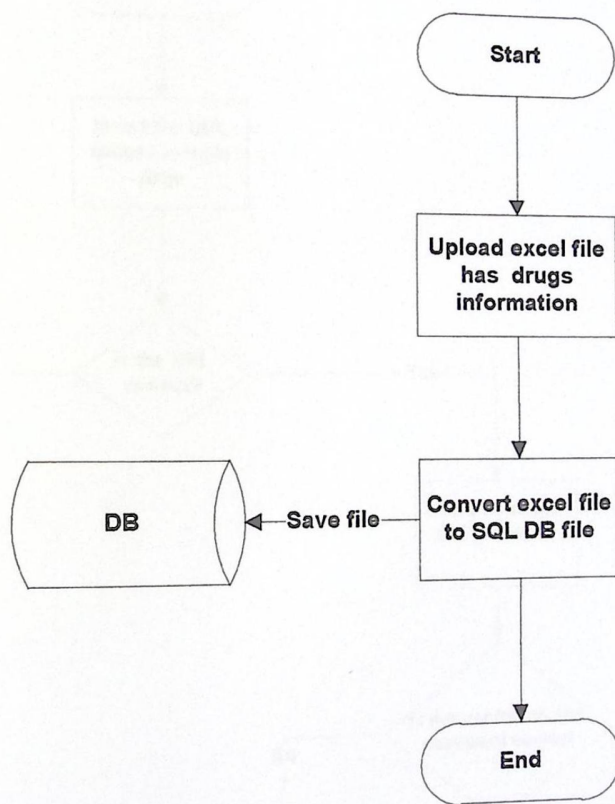 Start
Upload excel file
has drugs
information
Convert excel file
to SQL DB file
Save file
DB
End